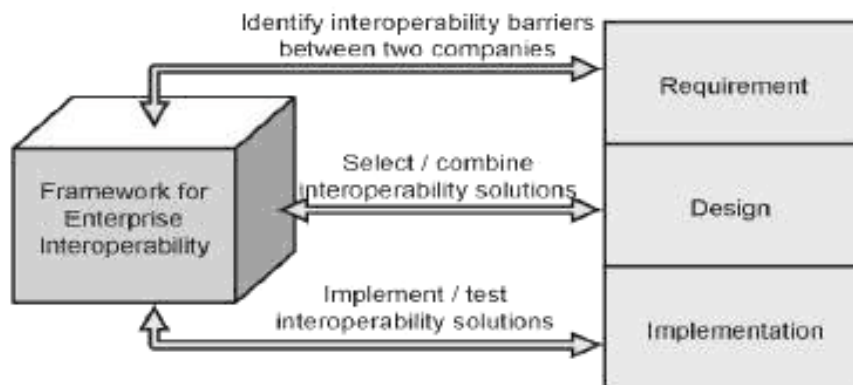 Identify interoperability barriers
between two companies
Requirement
Framework for
Enterprise
Interoperability
Select / combine
interoperability solutions
Design
Implement / test
interoperability solutions
Implementation